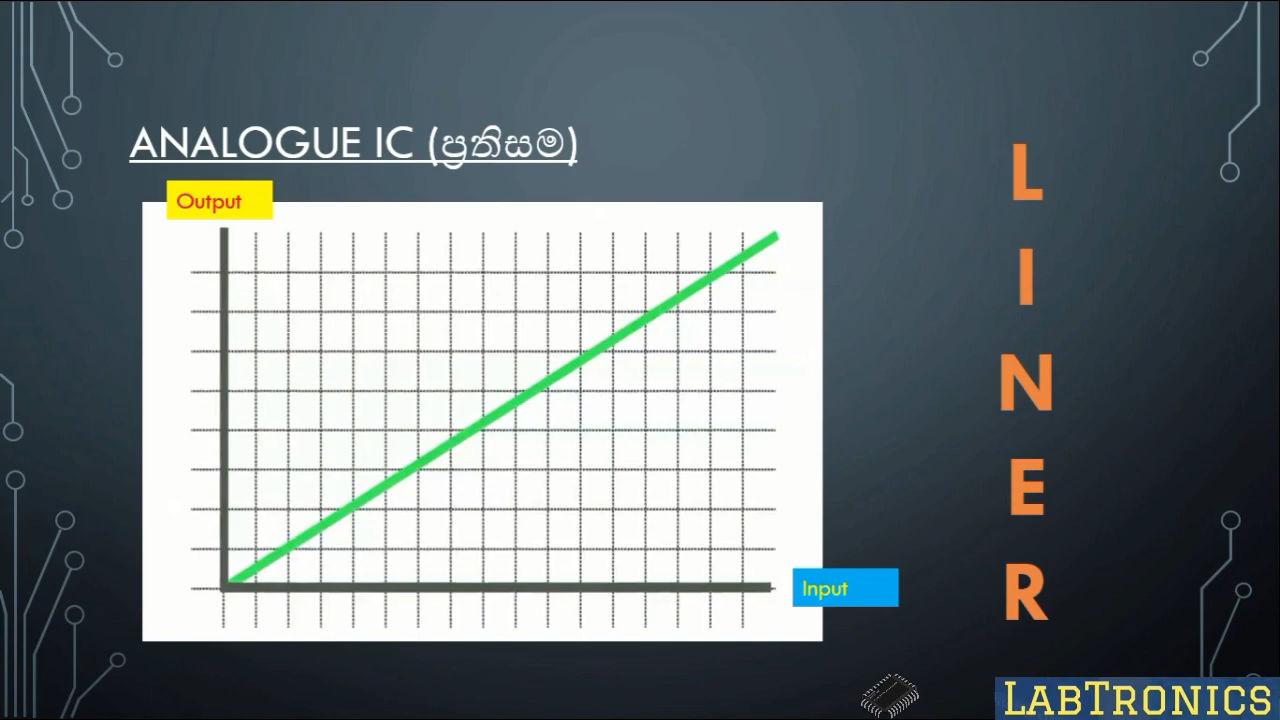 ANALOGUE IC (ප්‍රතිසම)
Output
Input
L
I
N
E
R
LABTRONICS